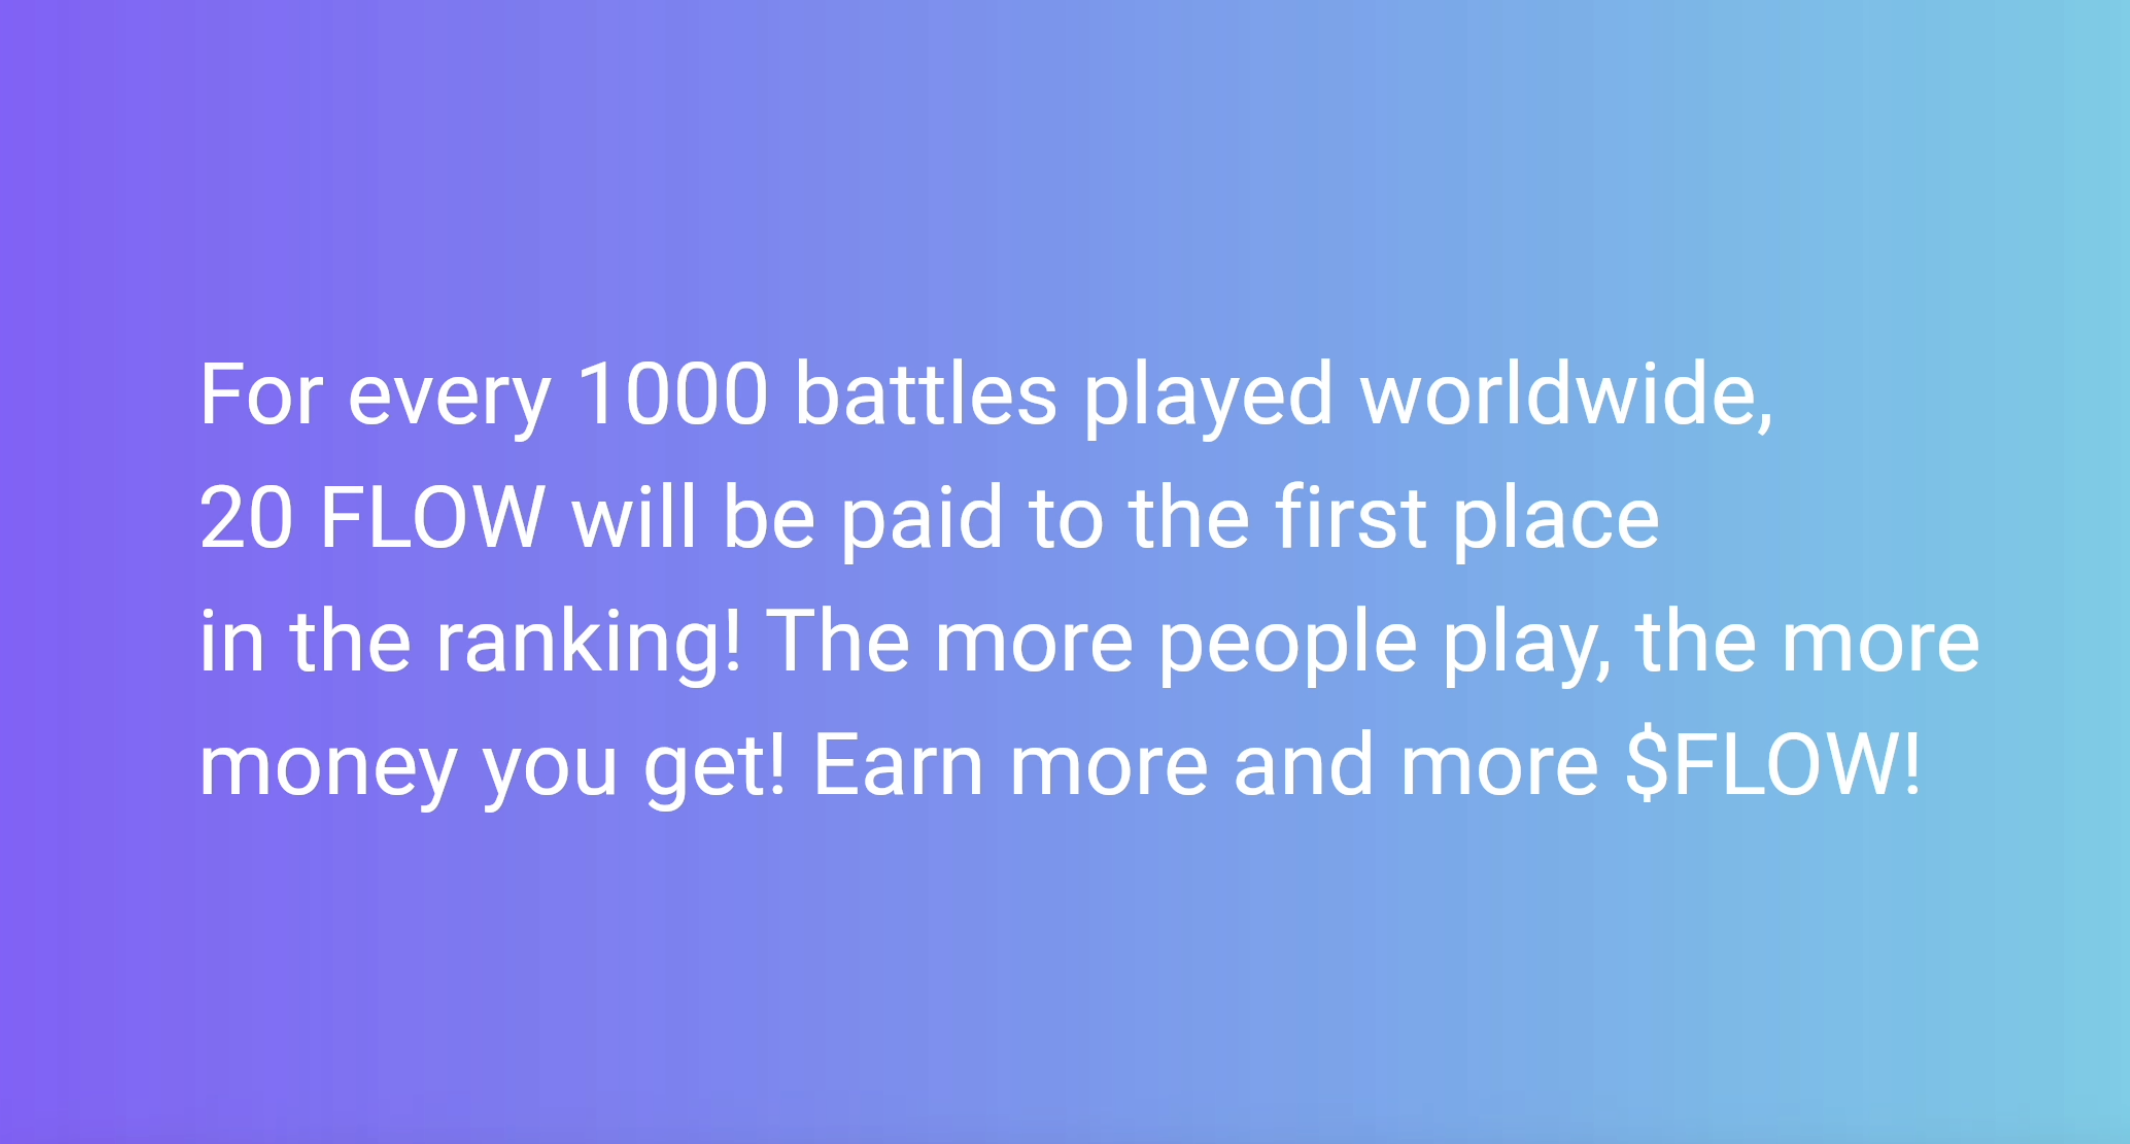 For every 1000 battles played worldwide,
20 FLOW will be paid to the first place
in the ranking! The more people play, the more
money you get! Earn more and more $FLOW!